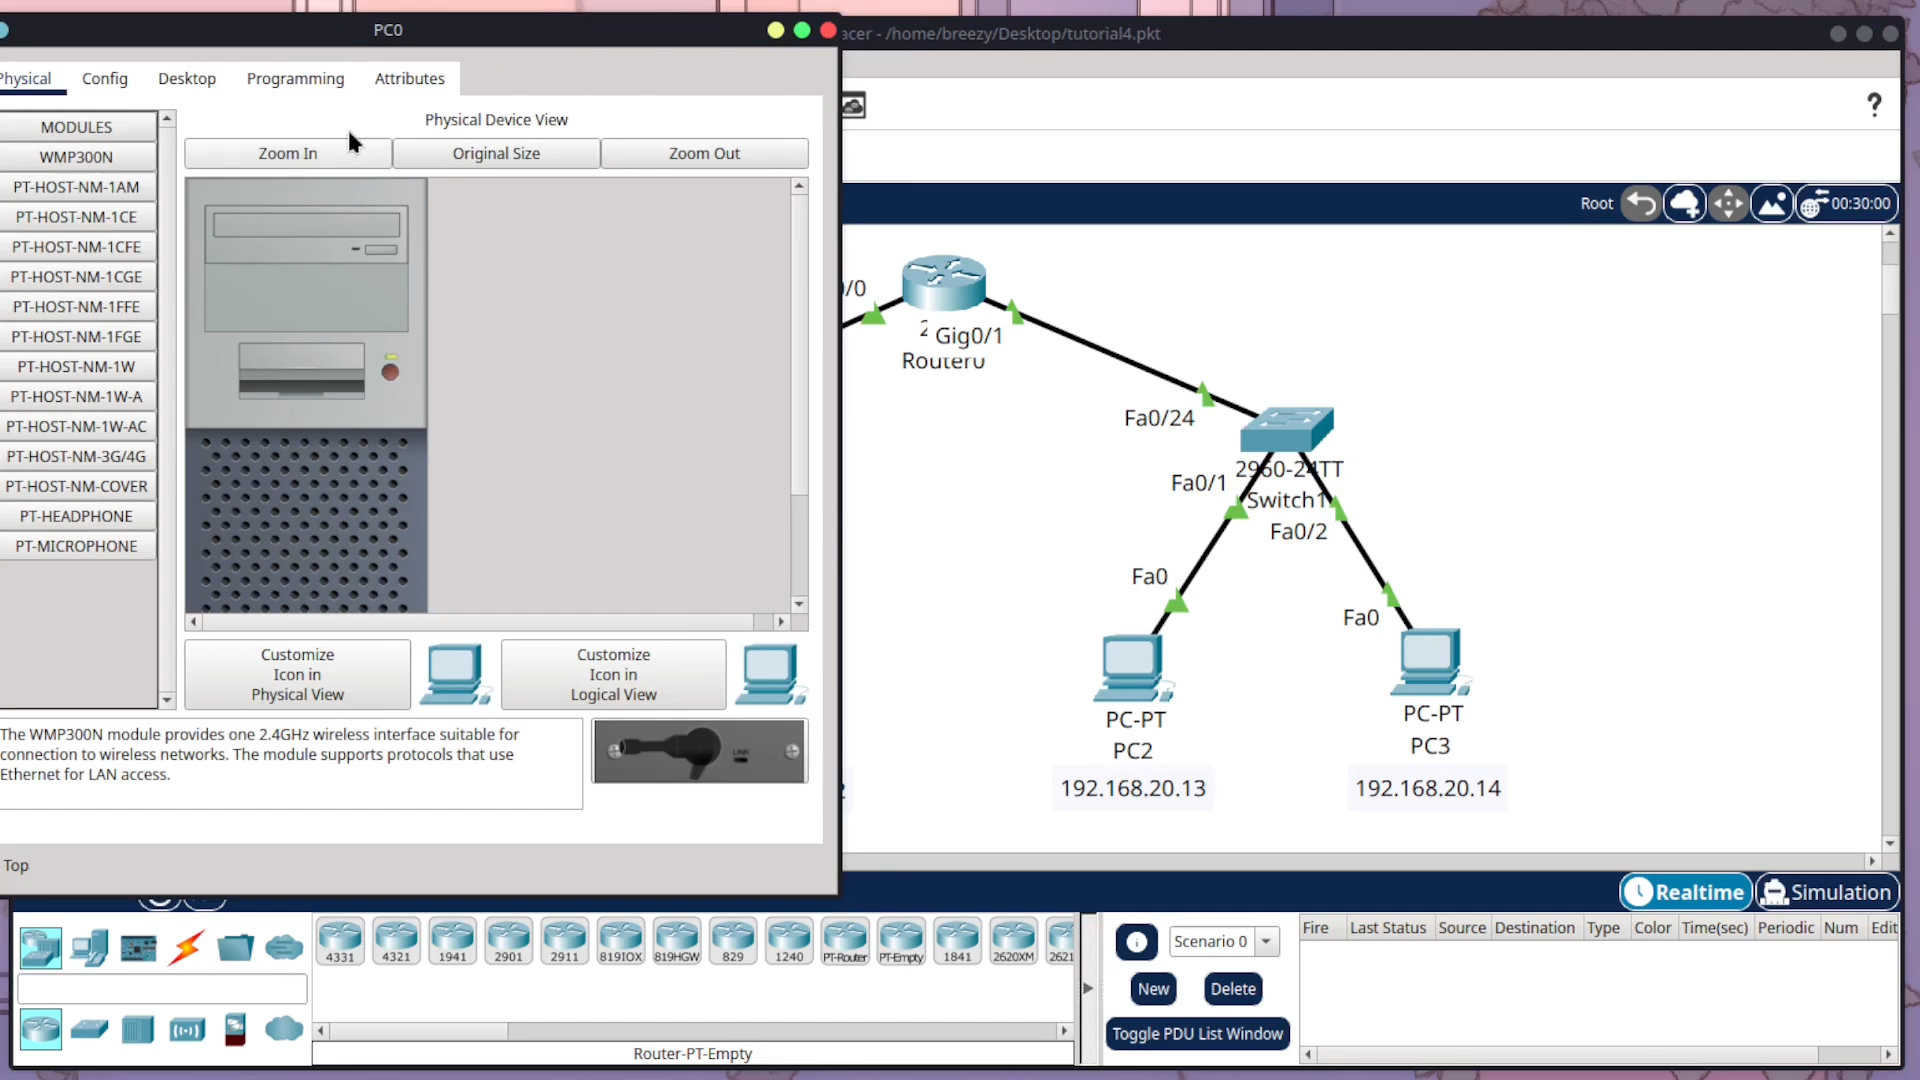 PC0
acer - /home/breezy/Desktop/tutorial4.pkt
Physical
Config
Desktop
Programming
Attributes
?
MODULES
WMP300N
PT-HOST-NM-1AM
PT-HOST-NM-1CE
PT-HOST-NM-1CFE
PT-HOST-NM-1CGE
PT-HOST-NM-1FFE
PT-HOST-NM-1FGE
PT-HOST-NM-1W
PT-HOST-NM-1W-A
PT-HOST-NM-1W-AC
PT-HOST-NM-3G/4G
PT-HOST-NM-COVER
PT-HEADPHONE
PT-MICROPHONE
Physical Device View
Zoom In
Original Size
Zoom Out
Customize
Icon in
Physical View
Customize
Icon in
Logical View
The WMP300N module provides one 2.4GHz wireless interface suitable for
connection to wireless networks. The module supports protocols that use
Ethernet for LAN access.
LINK
Top
Root
00:30:00
/0
2
Gig0/1
Router0
Fa0/24
2960-24TT
Fa0/1
Switch1
Fa0/2
Fa0
Fa0
PC-PT
PC2
192.168.20.13
PC-PT
PC3
192.168.20.14
2
Realtime
Simulation
4331
4321
1941
2901
2911
819IOX
819HGW
829
1240
PT-Router
PT-Empty
1841
2620XM
2621
Router-PT-Empty
Scenario 0
New
Delete
Toggle PDU List Window
Fire
Last Status
Source
Destination
Type
Color
Time(sec)
Periodic
Num
Edit